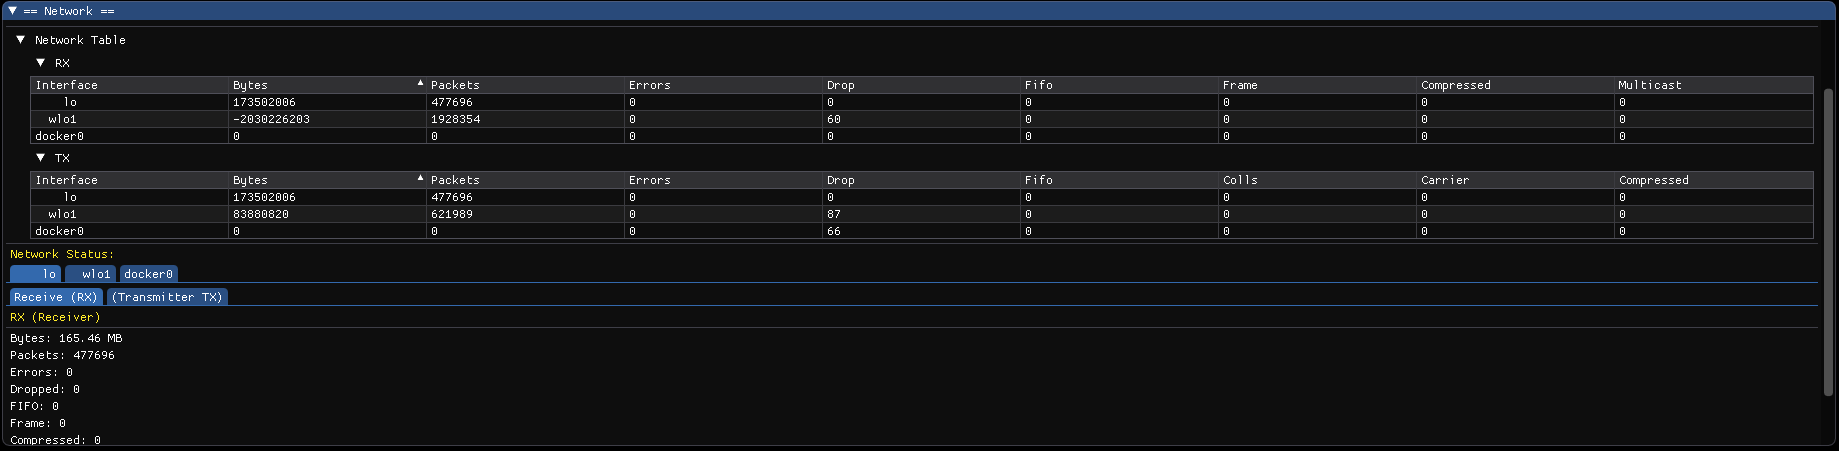 ▼ == Network ==
▼ Network Table
▼ RX
Interface Bytes ▲ Packets Errors Drop Fifo Frame Compressed Multicast
lo 173502006 477696 0 0 0 0 0 0
wlo1 -2030226203 1928354 0 60 0 0 0 0
docker0 0 0 0 0 0 0 0 0
▼ TX
Interface Bytes ▲ Packets Errors Drop Fifo Colls Carrier Compressed
lo 173502006 477696 0 0 0 0 0 0
wlo1 83880820 621989 0 87 0 0 0 0
docker0 0 0 0 66 0 0 0 0
Network Status:
lo wlo1 docker0
Receive (RX) (Transmitter TX)
RX (Receiver)
Bytes: 165.46 MB
Packets: 477696
Errors: 0
Dropped: 0
FIFO: 0
Frame: 0
Compressed: 0